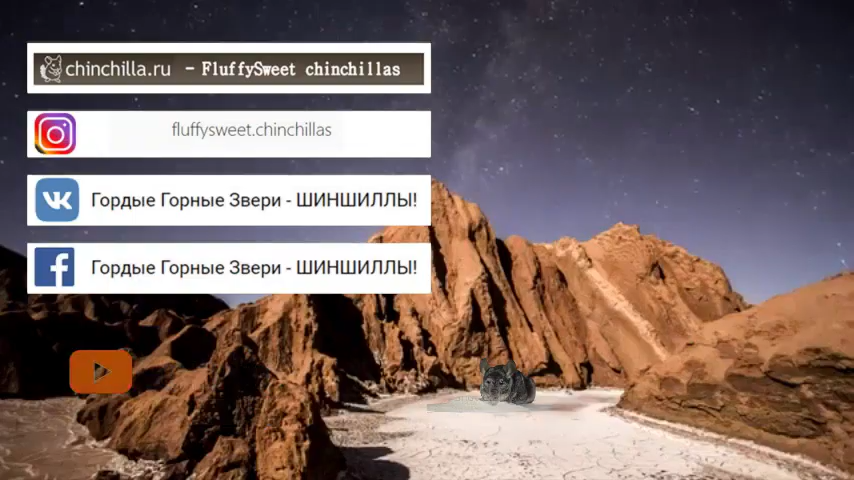 chinchilla.ru - FluffySweet chinchillas
fluffysweet.chinchillas
Гордые Горные Звери - ШИНШИЛЛЫ!
Гордые Горные Звери - ШИНШИЛЛЫ!